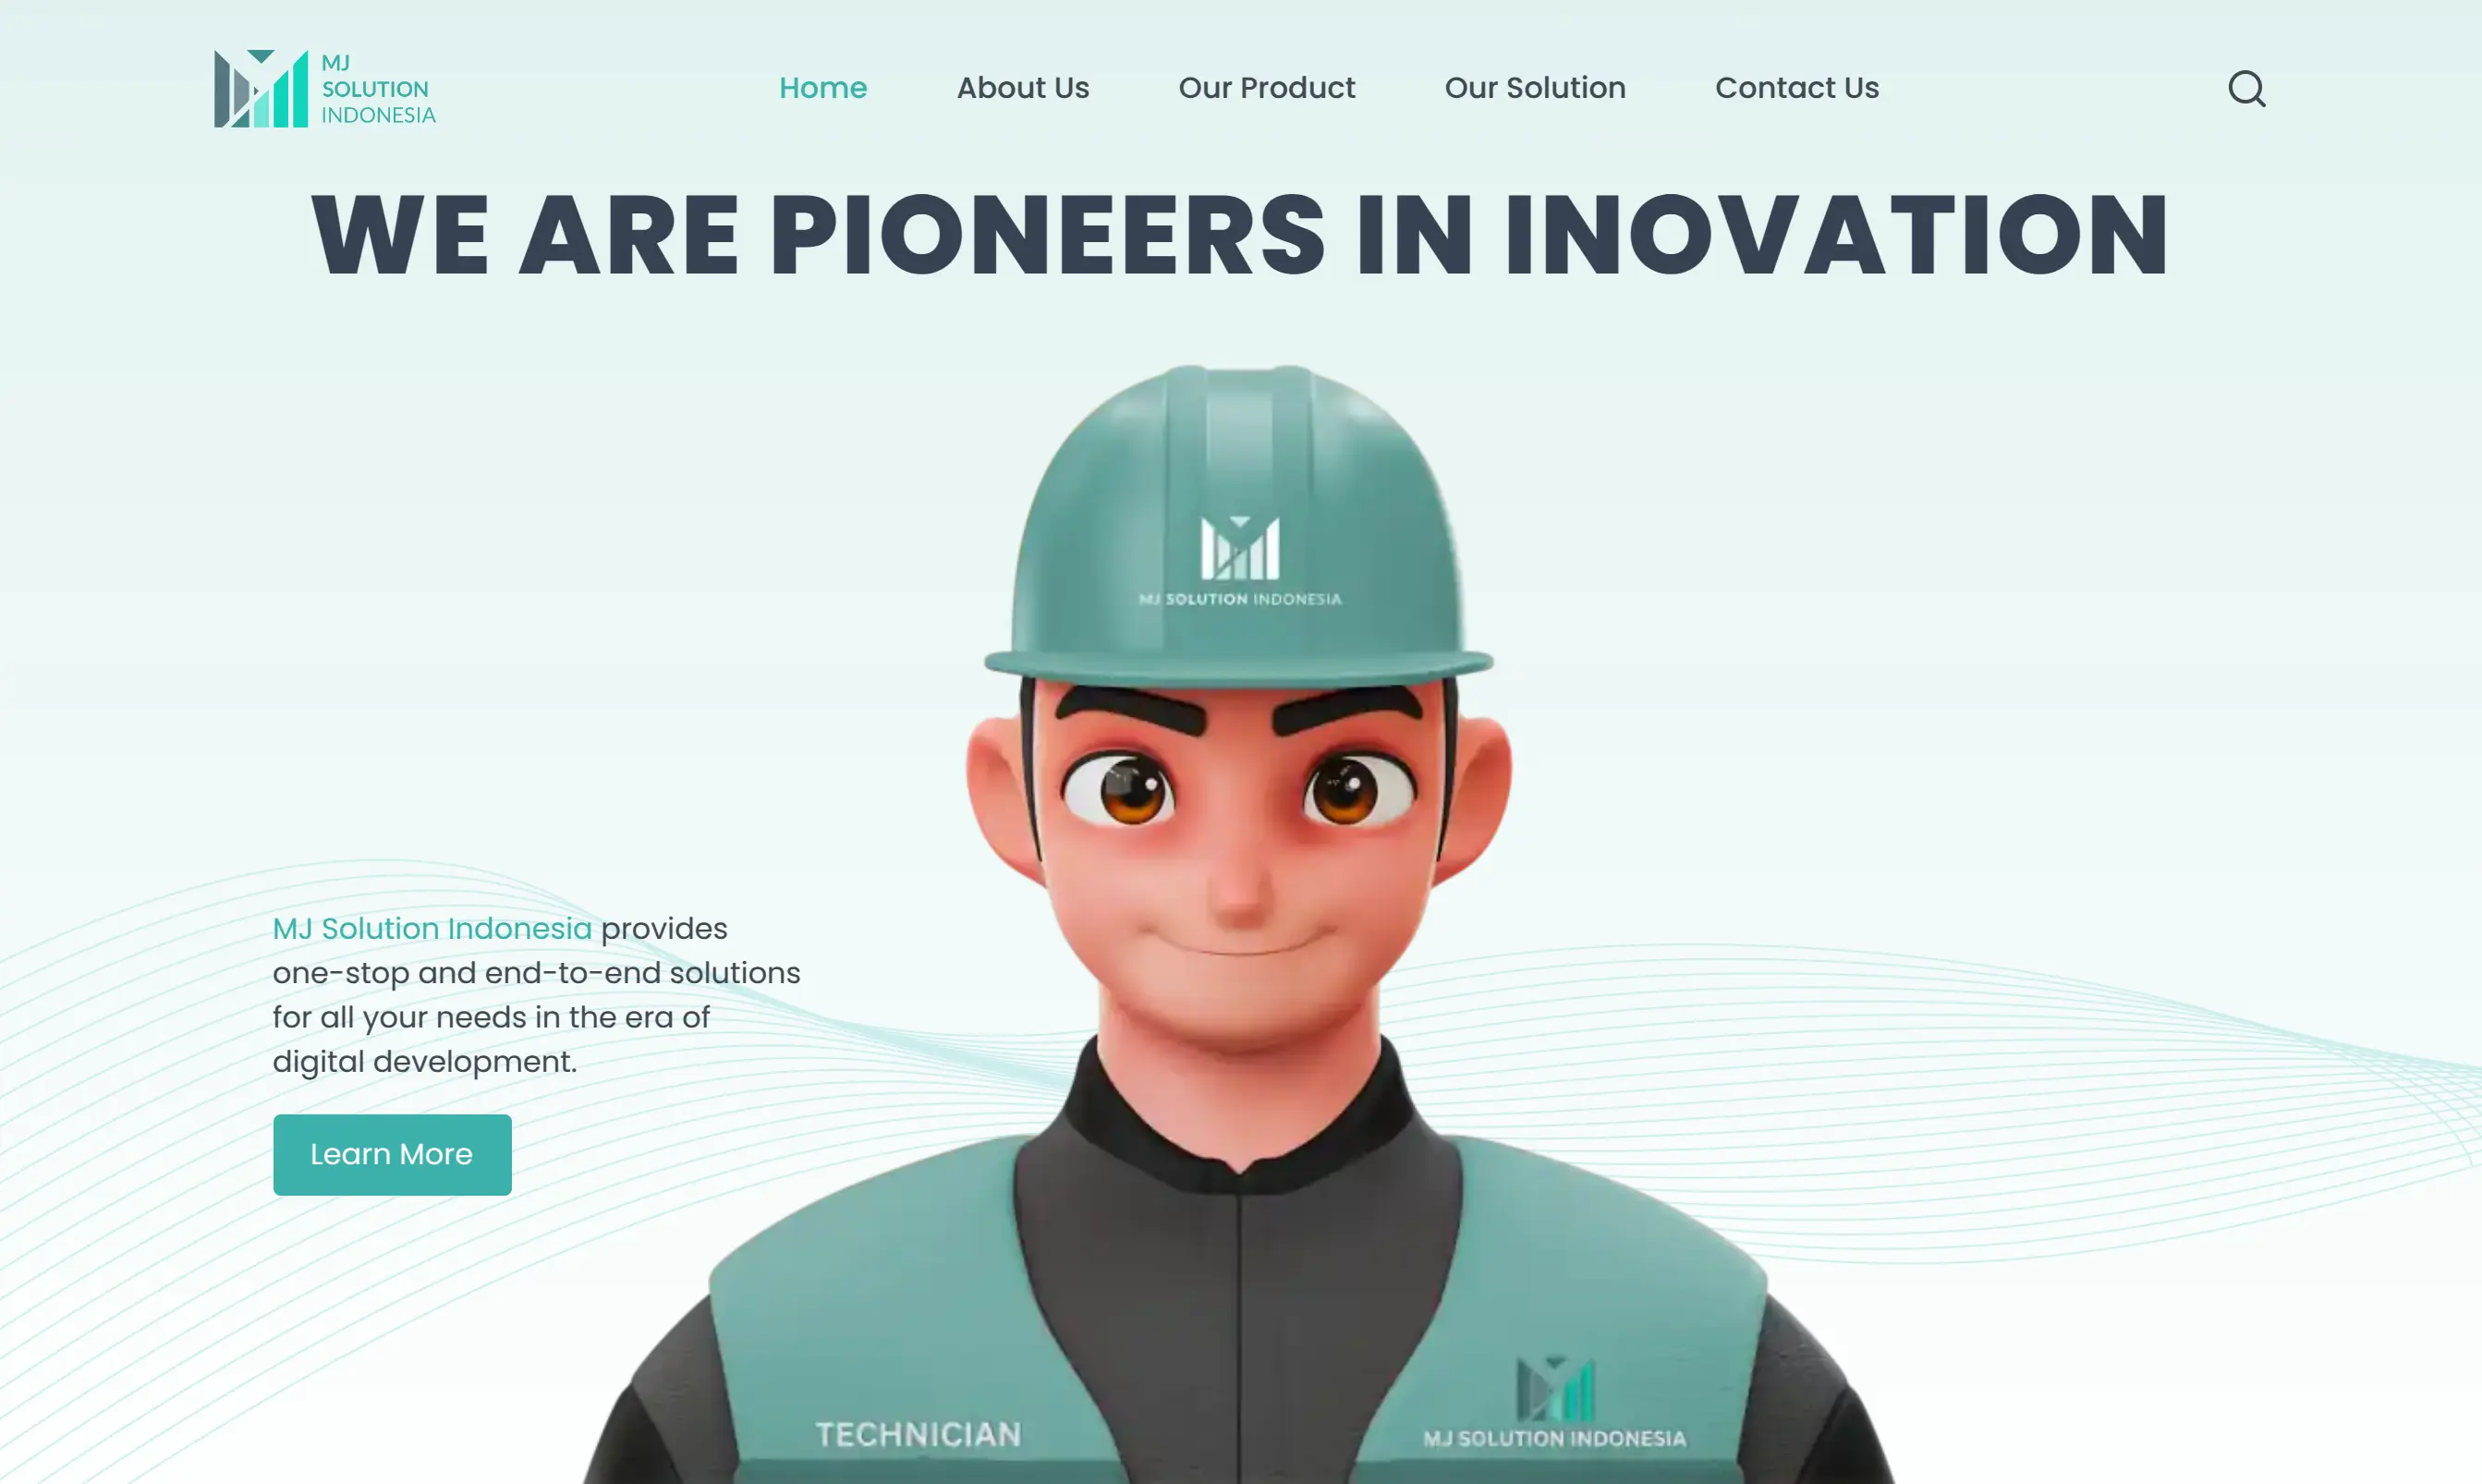 MJ
SOLUTION
INDONESIA
Home
About Us
Our Product
Our Solution
Contact Us
WE ARE PIONEERS IN INOVATION
MJ SOLUTION INDONESIA
MJ Solution Indonesia provides
one-stop and end-to-end solutions
for all your needs in the era of
digital development.
Learn More
TECHNICIAN
MJ SOLUTION INDONESIA